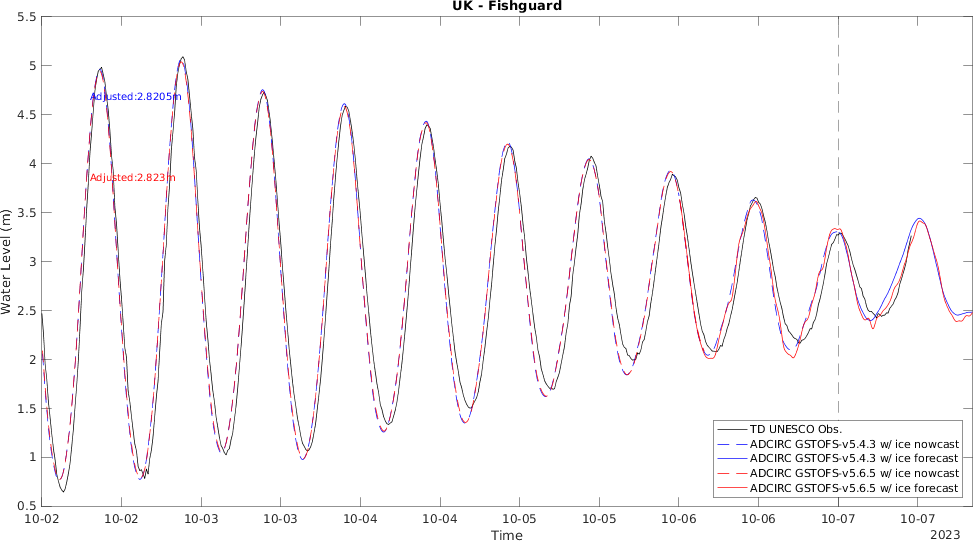 UK - Fishguard
5.5
5
4.5
4
3.5
3
2.5
2
1.5
1
0.5
Water Level (m)
Adjusted:2.8205m
Adjusted:2.823m
TD UNESCO Obs.
ADCIRC GSTOFS-v5.4.3 w/ ice nowcast
ADCIRC GSTOFS-v5.4.3 w/ ice forecast
ADCIRC GSTOFS-v5.6.5 w/ ice nowcast
ADCIRC GSTOFS-v5.6.5 w/ ice forecast
10-02 10-02 10-03 10-03 10-04 10-04 10-05 10-05 10-06 10-06 10-07 10-07
Time
2023